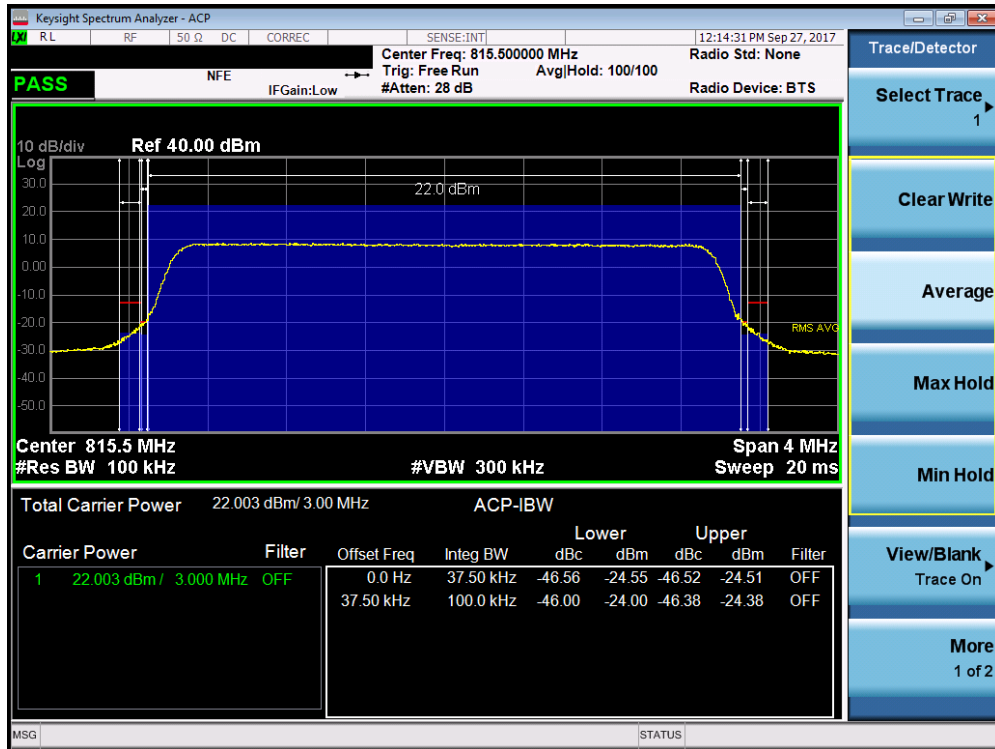 Keysight Spectrum Analyzer - ACP
LXI RL RF 50 Ω DC CORREC SENSE:INT 12:14:31 PM Sep 27, 2017
Center Freq: 815.500000 MHz Radio Std: None
PASS NFE Trig: Free Run Avg|Hold: 100/100
IFGain:Low #Atten: 28 dB Radio Device: BTS
10 dB/div Ref 40.00 dBm
Log
30.0
22.0 dBm
20.0
10.0
0.00
-10.0
-20.0
RMS AVG
-30.0
-40.0
-50.0
Center 815.5 MHz Span 4 MHz
#Res BW 100 kHz #VBW 300 kHz Sweep 20 ms
Total Carrier Power 22.003 dBm/ 3.00 MHz ACP-IBW
Lower Upper
Carrier Power Filter Offset Freq Integ BW dBc dBm dBc dBm Filter
1 22.003 dBm / 3.000 MHz OFF 0.0 Hz 37.50 kHz -46.56 -24.55 -46.52 -24.51 OFF
37.50 kHz 100.0 kHz -46.00 -24.00 -46.38 -24.38 OFF
MSG STATUS
Trace/Detector
Select Trace
1
Clear Write
Average
Max Hold
Min Hold
View/Blank
Trace On
More
1 of 2